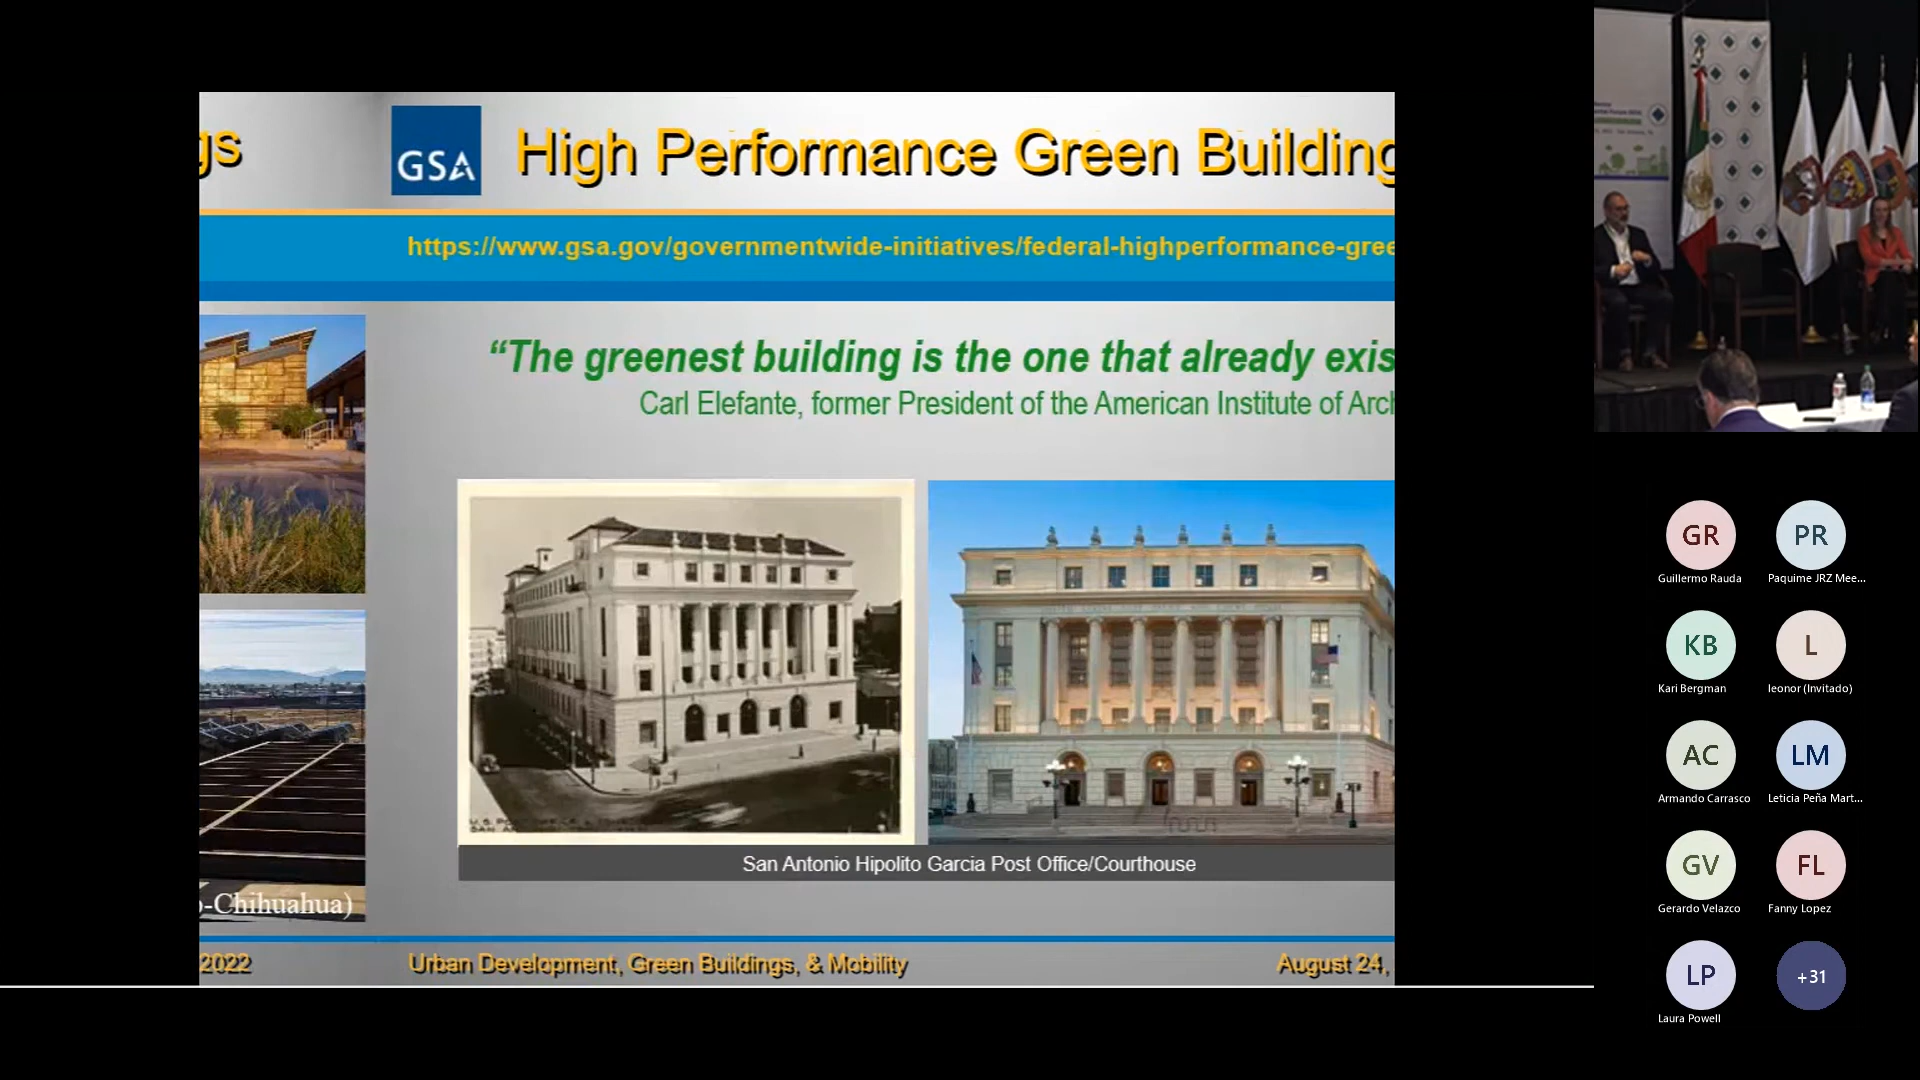 gs
GSA
High Performance Green Building
https://www.gsa.gov/governmentwide-initiatives/federal-highperformance-gree
“The greenest building is the one that already exis
Carl Elefante, former President of the American Institute of Arch
San Antonio Hipolito Garcia Post Office/Courthouse
o-Chihuahua)
2022
Urban Development, Green Buildings, & Mobility
August 24,
GR
Guillermo Rauda
PR
Paquime JRZ Mee...
KB
Kari Bergman
L
leonor (Invitado)
AC
Armando Carrasco
LM
Leticia Peña Mart...
GV
Gerardo Velazco
FL
Fanny Lopez
LP
Laura Powell
+31